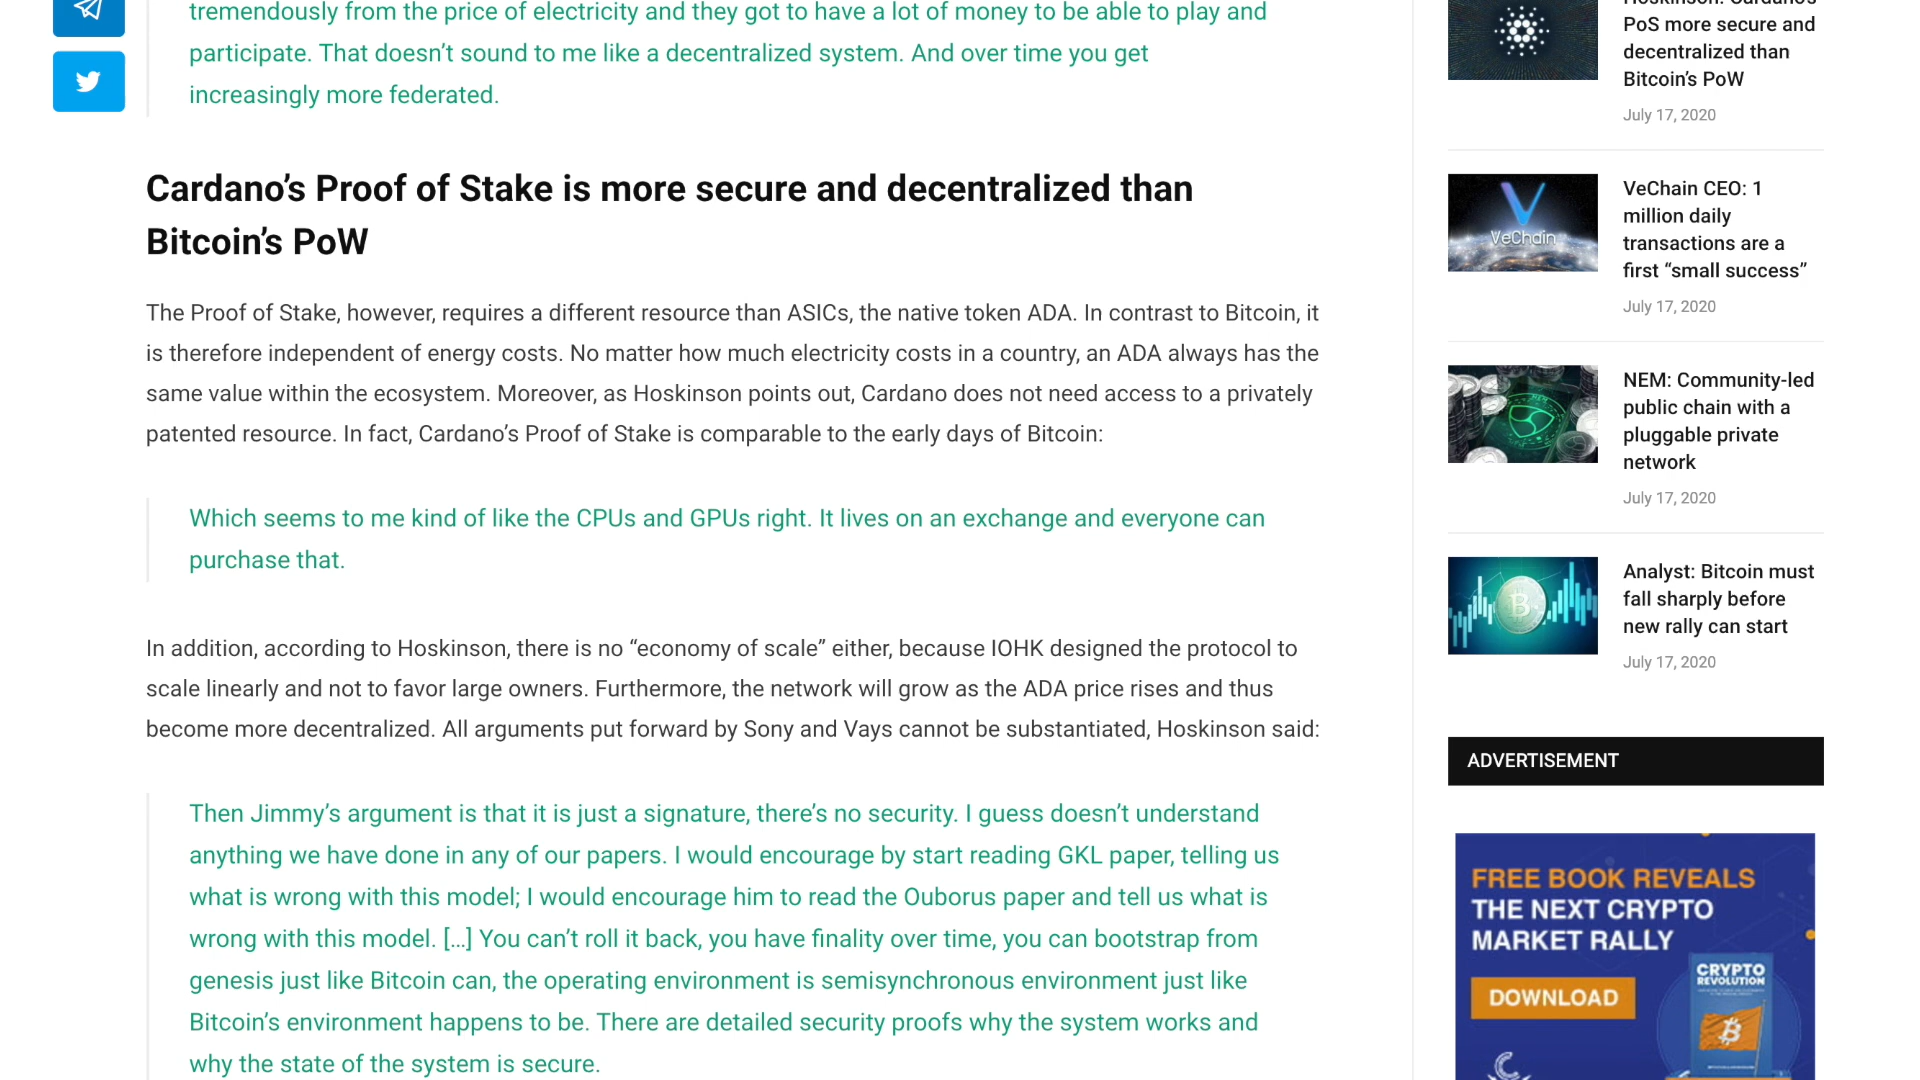 tremendously from the price of electricity and they got to have a lot of money to be able to play and
participate. That doesn’t sound to me like a decentralized system. And over time you get
increasingly more federated.
Cardano’s Proof of Stake is more secure and decentralized than
Bitcoin’s PoW
The Proof of Stake, however, requires a different resource than ASICs, the native token ADA. In contrast to Bitcoin, it
is therefore independent of energy costs. No matter how much electricity costs in a country, an ADA always has the
same value within the ecosystem. Moreover, as Hoskinson points out, Cardano does not need access to a privately
patented resource. In fact, Cardano’s Proof of Stake is comparable to the early days of Bitcoin:
Which seems to me kind of like the CPUs and GPUs right. It lives on an exchange and everyone can
purchase that.
In addition, according to Hoskinson, there is no “economy of scale” either, because IOHK designed the protocol to
scale linearly and not to favor large owners. Furthermore, the network will grow as the ADA price rises and thus
become more decentralized. All arguments put forward by Sony and Vays cannot be substantiated, Hoskinson said:
Then Jimmy’s argument is that it is just a signature, there’s no security. I guess doesn’t understand
anything we have done in any of our papers. I would encourage by start reading GKL paper, telling us
what is wrong with this model; I would encourage him to read the Ouborus paper and tell us what is
wrong with this model. […] You can’t roll it back, you have finality over time, you can bootstrap from
genesis just like Bitcoin can, the operating environment is semisynchronous environment just like
Bitcoin’s environment happens to be. There are detailed security proofs why the system works and
why the state of the system is secure.
Hoskinson: Cardano’s
PoS more secure and
decentralized than
Bitcoin’s PoW
July 17, 2020
VeChain
VeChain CEO: 1
million daily
transactions are a
first “small success”
July 17, 2020
NEM: Community-led
public chain with a
pluggable private
network
July 17, 2020
Analyst: Bitcoin must
fall sharply before
new rally can start
July 17, 2020
ADVERTISEMENT
FREE BOOK REVEALS
THE NEXT CRYPTO
MARKET RALLY
DOWNLOAD
CRYPTO
REVOLUTION